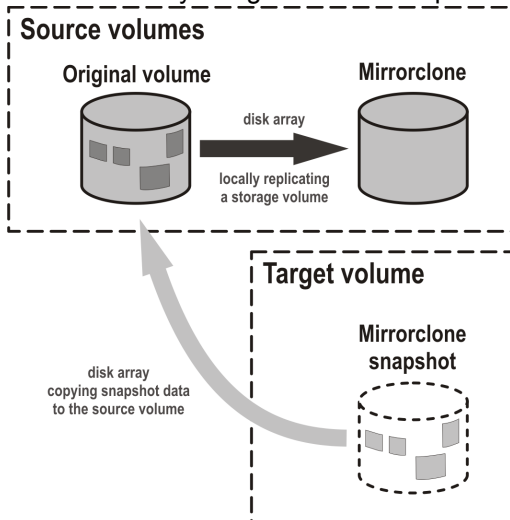 Source volumes
Original volume
Mirrorclone
disk array
locally replicating
a storage volume
Target volume
Mirrorclone
snapshot
disk array
copying snapshot data
to the source volume